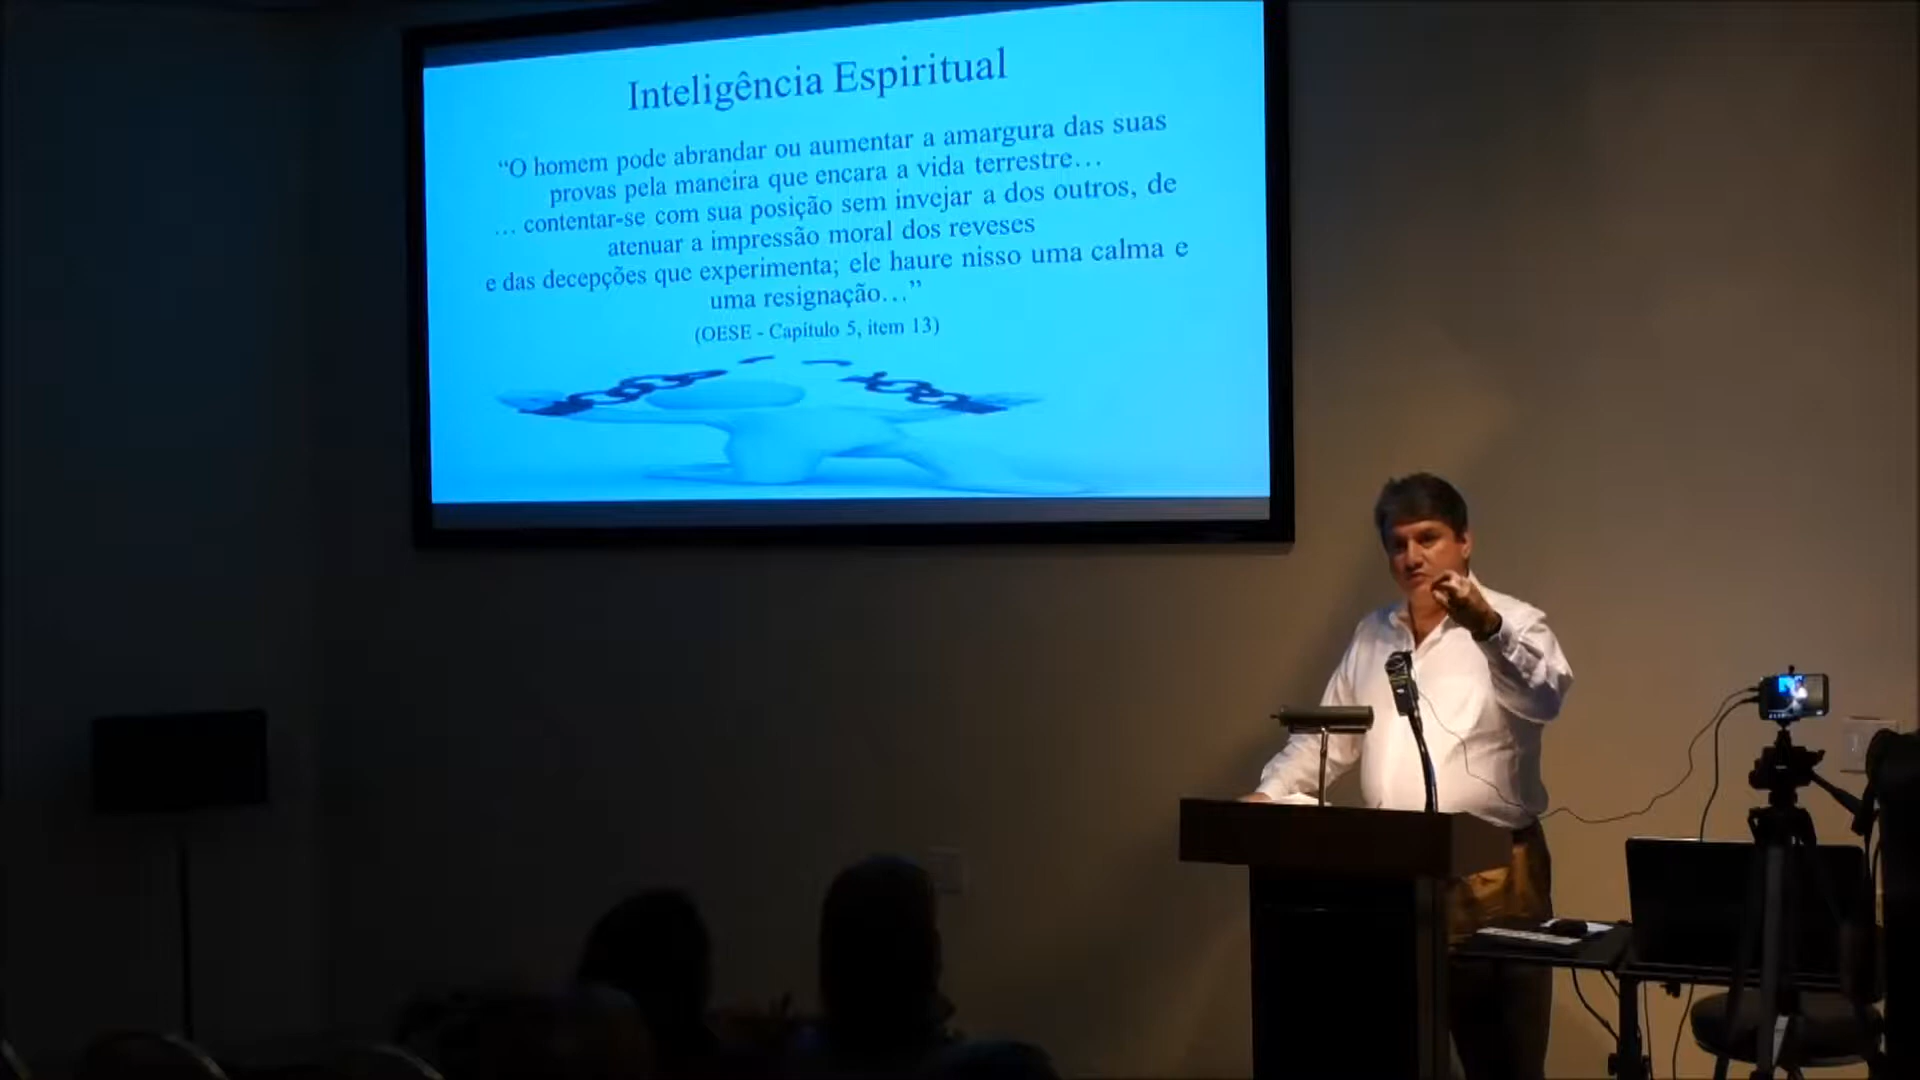 Inteligência Espiritual
“O homem pode abrandar ou aumentar a amargura das suas
provas pela maneira que encara a vida terrestre…
… contentar-se com sua posição sem invejar a dos outros, de
atenuar a impressão moral dos reveses
e das decepções que experimenta; ele haure nisso uma calma e
uma resignação…”
(OESE - Capítulo 5, item 13)